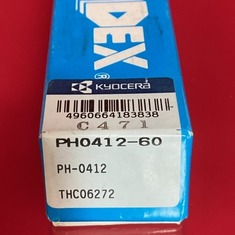 DEX
®
KYOCERA
4960664183838
C471
PH0412-60
PH-0412
THC06272